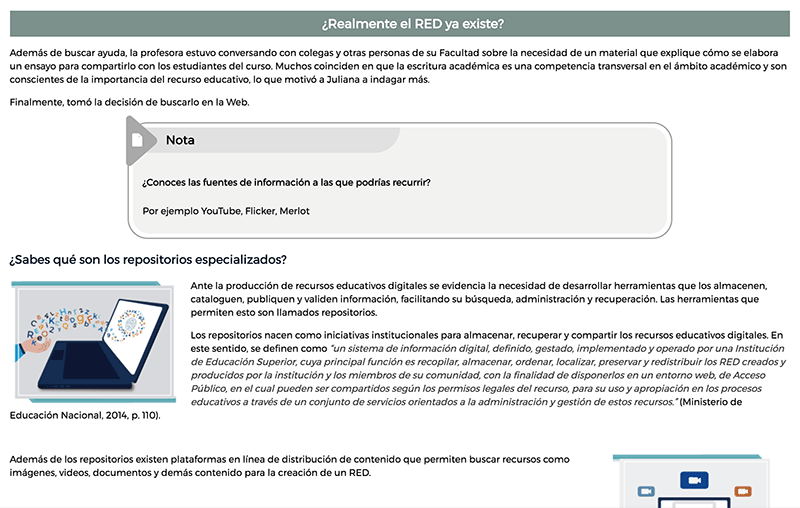 ¿Realmente el RED ya existe?
Además de buscar ayuda, la profesora estuvo conversando con colegas y otras personas de su Facultad sobre la necesidad de un material que explique cómo se elabora
un ensayo para compartirlo con los estudiantes del curso. Muchos coinciden en que la escritura académica es una competencia transversal en el ámbito académico y son
conscientes de la importancia del recurso educativo, lo que motivó a Juliana a indagar más.
Finalmente, tomó la decisión de buscarlo en la Web.
Nota
¿Conoces las fuentes de información a las que podrías recurrir?
Por ejemplo YouTube, Flicker, Merlot
¿Sabes qué son los repositorios especializados?
Ante la producción de recursos educativos digitales se evidencia la necesidad de desarrollar herramientas que los almacenen,
cataloguen, publiquen y validen información, facilitando su búsqueda, administración y recuperación. Las herramientas que
permiten esto son llamados repositorios.
Los repositorios nacen como iniciativas institucionales para almacenar, recuperar y compartir los recursos educativos digitales. En
este sentido, se definen como “un sistema de información digital, definido, gestado, implementado y operado por una Institución
de Educación Superior, cuya principal función es recopilar, almacenar, ordenar, localizar, preservar y redistribuir los RED creados y
producidos por la institución y los miembros de su comunidad, con la finalidad de disponerlos en un entorno web, de Acceso
Público, en el cual pueden ser compartidos según los permisos legales del recurso, para su uso y apropiación en los procesos
educativos a través de un conjunto de servicios orientados a la administración y gestión de estos recursos.” (Ministerio de
Educación Nacional, 2014, p. 110).
Además de los repositorios existen plataformas en línea de distribución de contenido que permiten buscar recursos como
imágenes, videos, documentos y demás contenido para la creación de un RED.